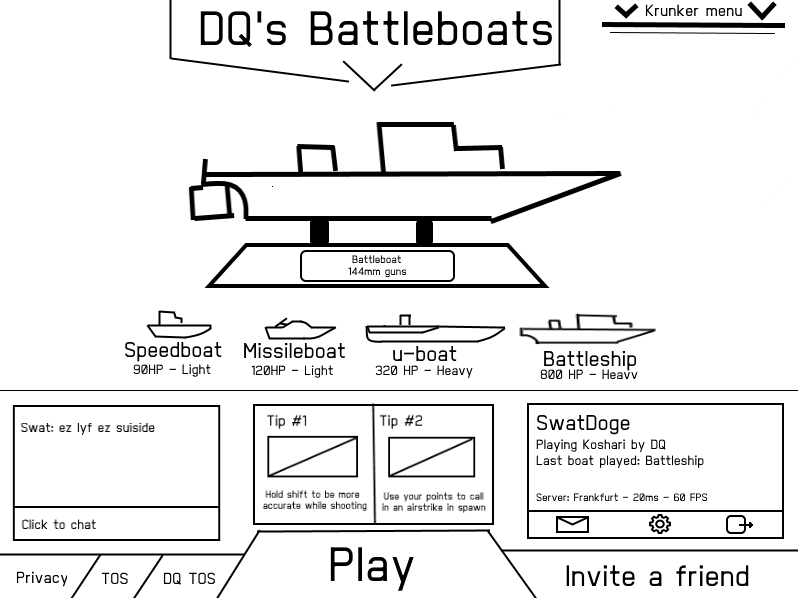 DQ's Battleboats
Krunker menu
Battleboat
144mm guns
Speedboat
90HP - Light
Missileboat
120HP - Light
u-boat
320 HP - Heavy
Battleship
800 HP - Heavy
Swat: ez lyf ez suiside
Click to chat
Tip #1
Hold shift to be more
accurate while shooting
Tip #2
Use your points to call
in an airstrike in spawn
SwatDoge
Playing Koshari by DQ
Last boat played: Battleship
Server: Frankfurt - 20ms - 60 FPS
Privacy
TOS
DQ TOS
Play
Invite a friend